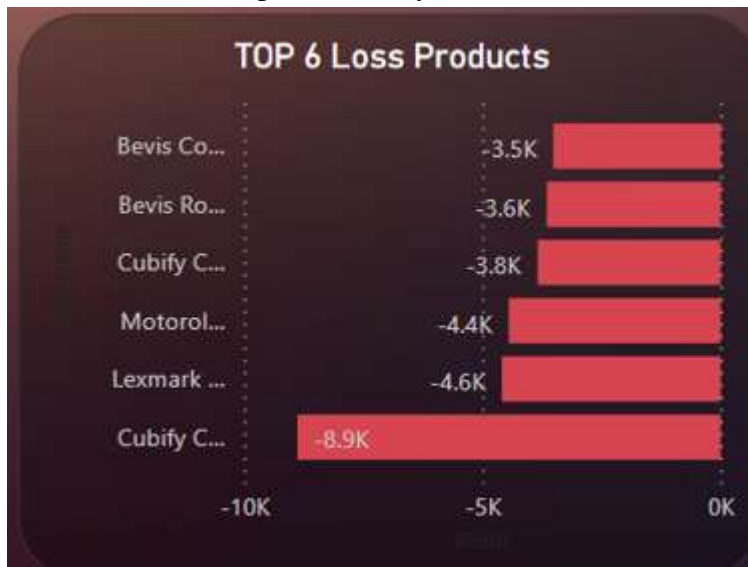 TOP 6 Loss Products
Bevis Co... -3.5K
Bevis Ro... -3.6K
Cubify C... -3.8K
Motorol... -4.4K
Lexmark ... -4.6K
Cubify C... -8.9K
-10K -5K 0K